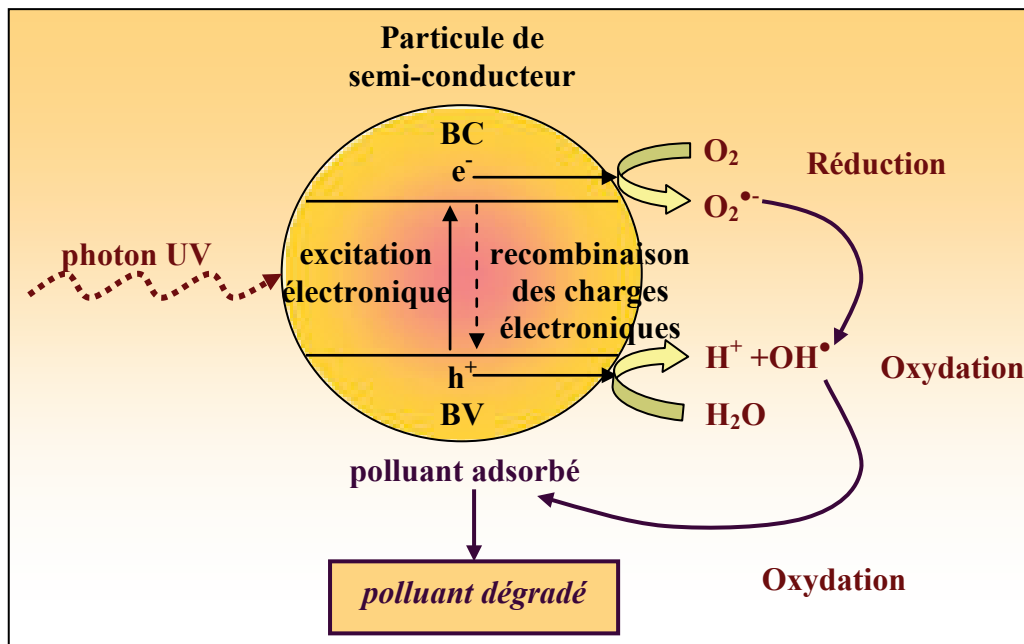 Particule de
semi-conducteur
BC
e⁻
O₂
Réduction
O₂•⁻
photon UV
excitation
électronique
recombinaison
des charges
électroniques
H⁺ +OH•
Oxydation
h⁺
BV
H₂O
polluant adsorbé
Oxydation
polluant dégradé